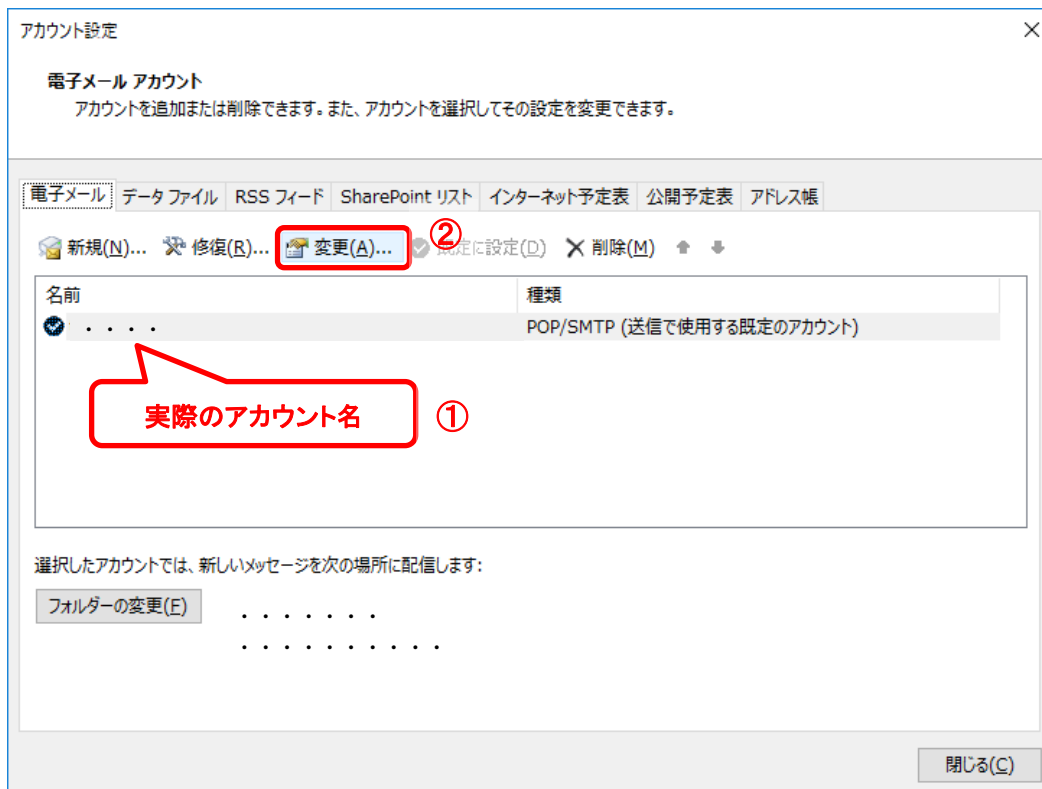 アカウント設定
電子メール アカウント
アカウントを追加または削除できます。また、アカウントを選択してその設定を変更できます。
電子メール データ ファイル RSS フィード SharePoint リスト インターネット予定表 公開予定表 アドレス帳
②
新規(N)... 修復(R)... 変更(A)... 既定に設定(D) 削除(M)
名前 種類
・・・・ POP/SMTP (送信で使用する既定のアカウント)
実際のアカウント名 ①
選択したアカウントでは、新しいメッセージを次の場所に配信します:
フォルダーの変更(F) ・・・・・・・
・・・・・・・・・・
閉じる(C)